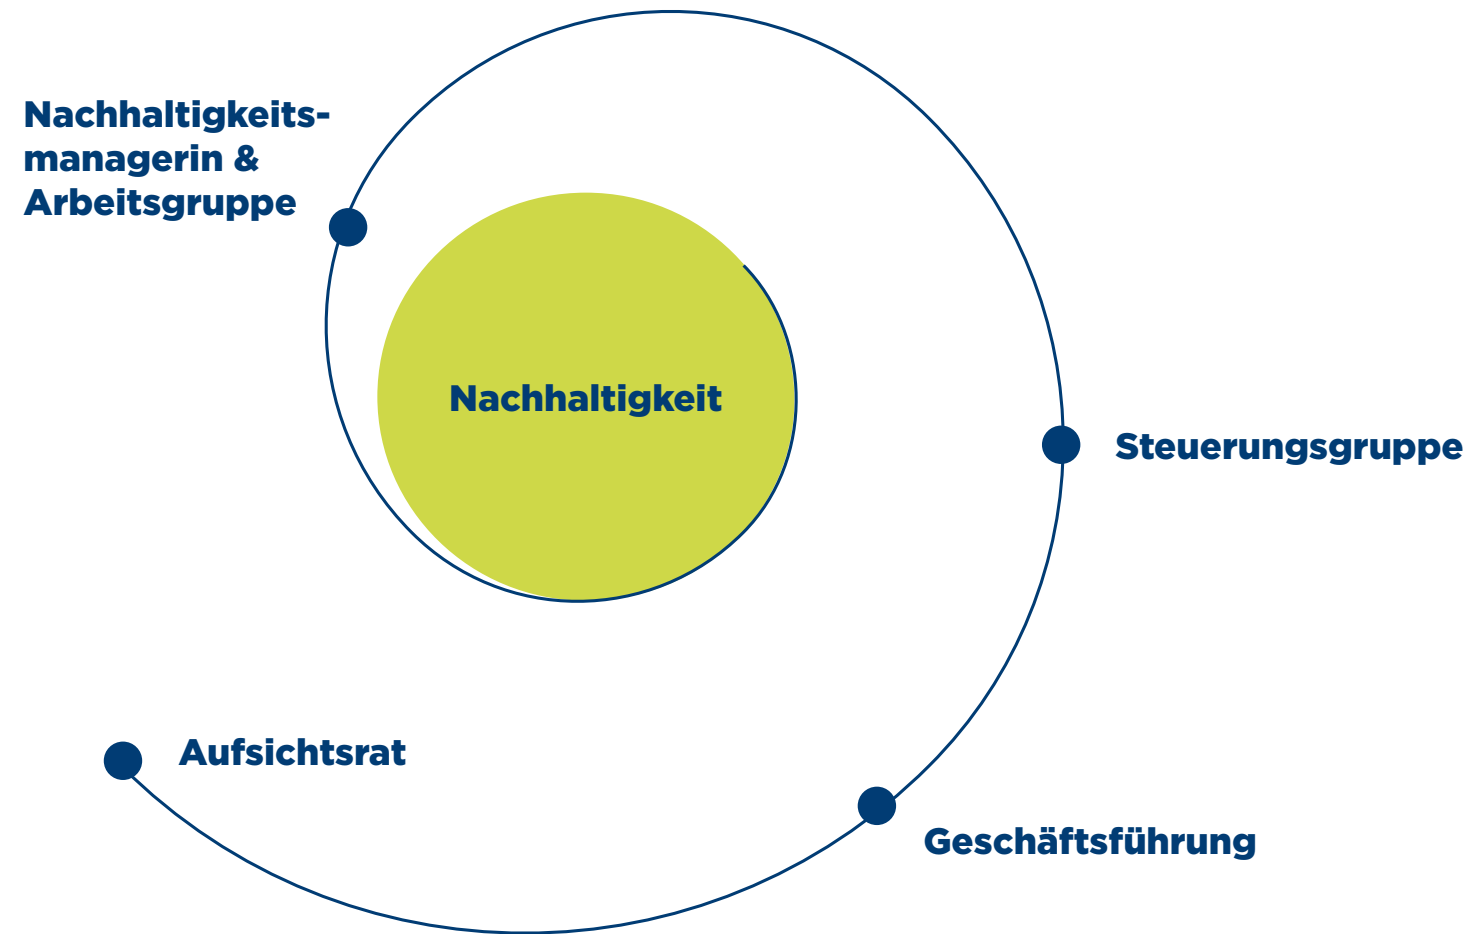 Nachhaltigkeits-
managerin &
Arbeitsgruppe
Nachhaltigkeit
Steuerungsgruppe
Aufsichtsrat
Geschäftsführung